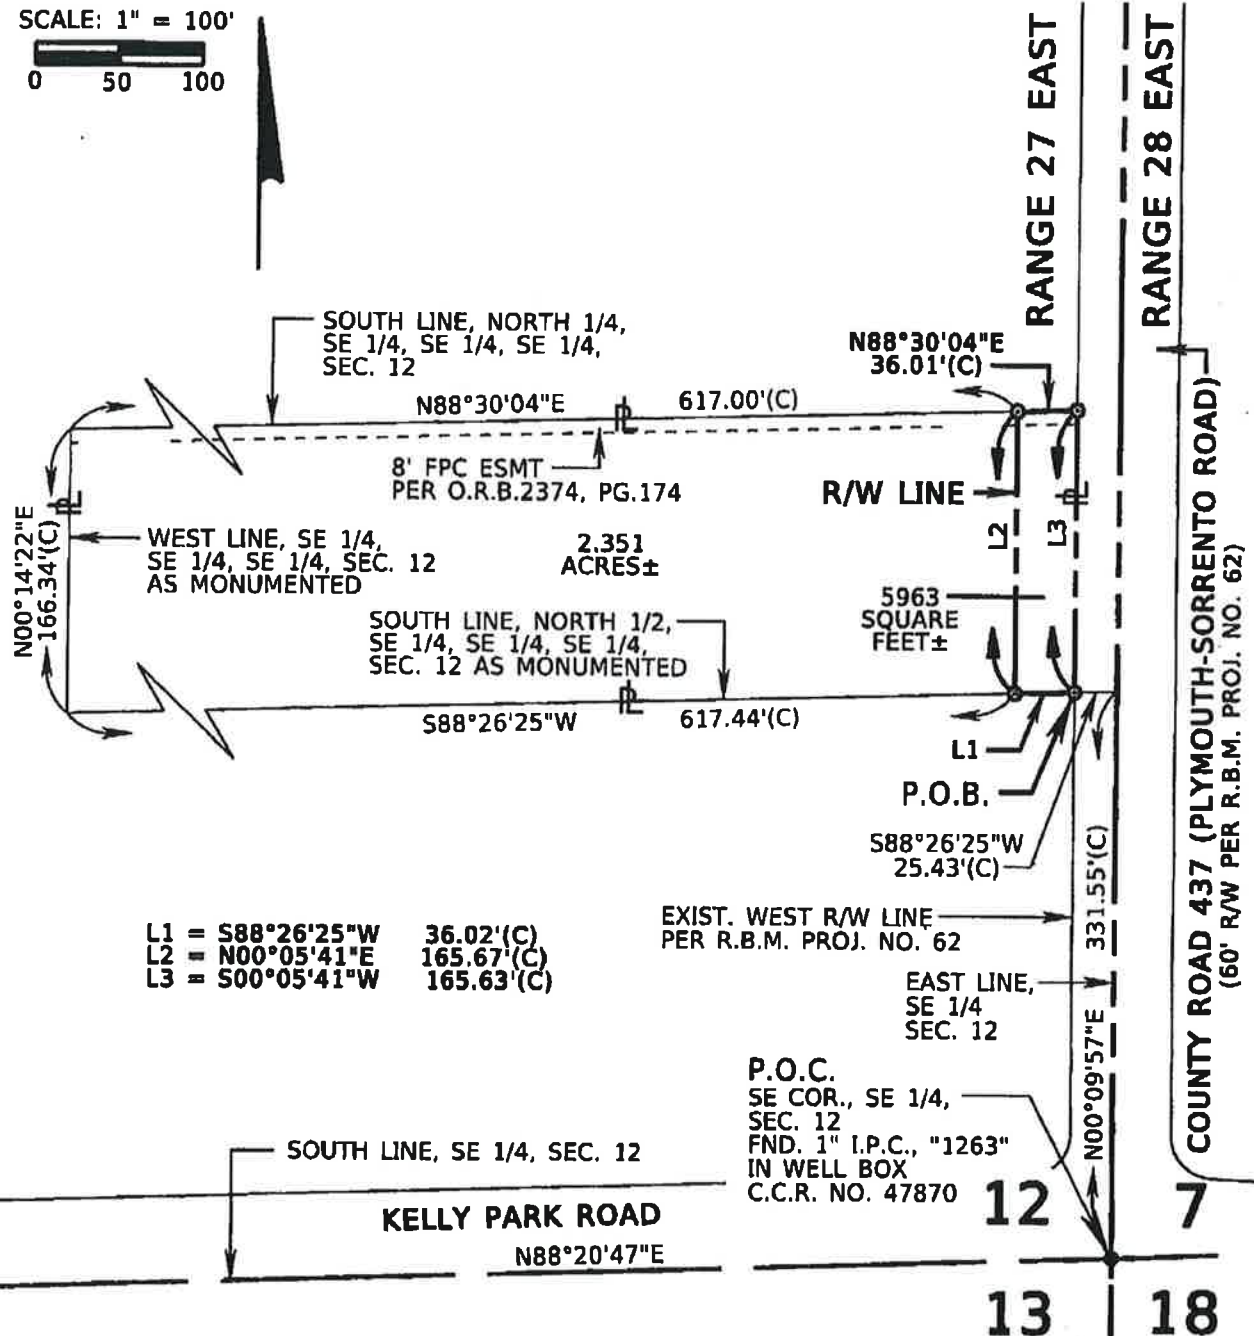 SCALE: 1" = 100'
0 50 100
RANGE 27 EAST
RANGE 28 EAST
SOUTH LINE, NORTH 1/4,
SE 1/4, SE 1/4, SE 1/4,
SEC. 12
N88°30'04"E
36.01'(C)
N88°30'04"E
PL
617.00'(C)
8' FPC ESMT
PER O.R.B.2374, PG.174
R/W LINE
PL
PL
L2
L3
N00°14'22"E
166.34'(C)
WEST LINE, SE 1/4,
SE 1/4, SE 1/4, SEC. 12
AS MONUMENTED
2.351
ACRES±
5963
SQUARE
FEET±
SOUTH LINE, NORTH 1/2,
SE 1/4, SE 1/4, SE 1/4,
SEC. 12 AS MONUMENTED
S88°26'25"W
PL
617.44'(C)
L1
P.O.B.
S88°26'25"W
25.43'(C)
COUNTY ROAD 437 (PLYMOUTH-SORRENTO ROAD)
(60' R/W PER R.B.M. PROJ. NO. 62)
L1 = S88°26'25"W 36.02'(C)
L2 = N00°05'41"E 165.67'(C)
L3 = S00°05'41"W 165.63'(C)
EXIST. WEST R/W LINE
PER R.B.M. PROJ. NO. 62
N00°09'57"E 331.55'(C)
EAST LINE,
SE 1/4
SEC. 12
P.O.C.
SE COR., SE 1/4,
SEC. 12
FND. 1" I.P.C., "1263"
IN WELL BOX
C.C.R. NO. 47870
SOUTH LINE, SE 1/4, SEC. 12
KELLY PARK ROAD
N88°20'47"E
12
7
13
18